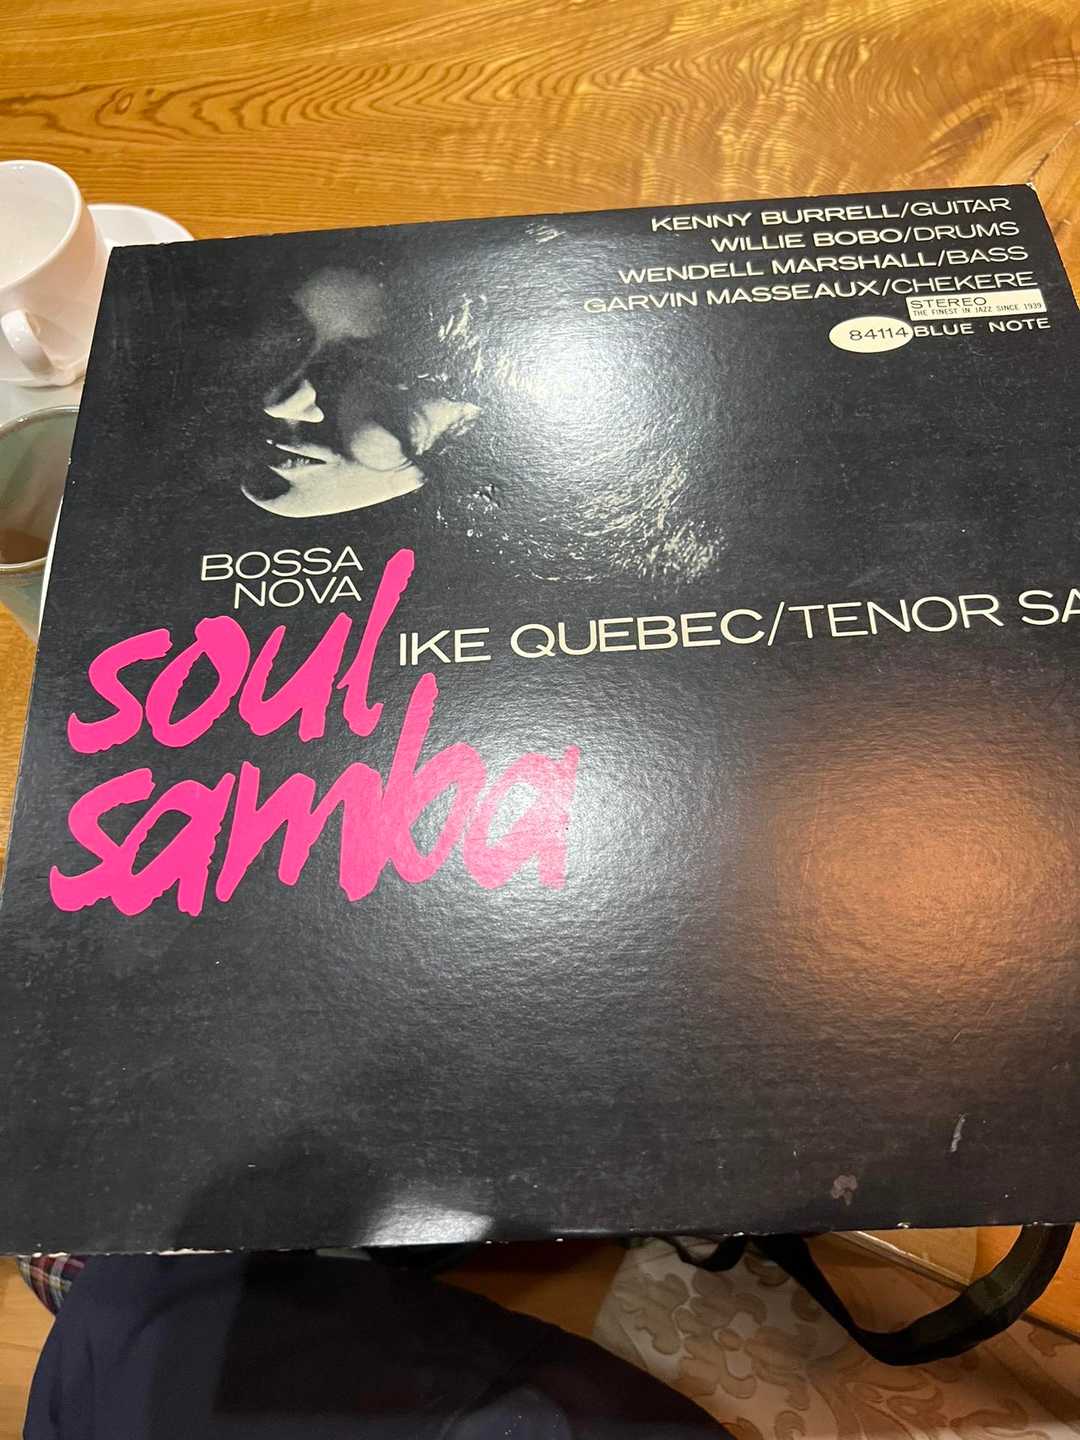 KENNY BURRELL/GUITAR
WILLIE BOBO/DRUMS
WENDELL MARSHALL/BASS
GARVIN MASSEAUX/CHEKERE
STEREO
THE FINEST IN JAZZ SINCE 1939
84114 BLUE NOTE
BOSSA
NOVA
soul
IKE QUEBEC/TENOR SA
samba